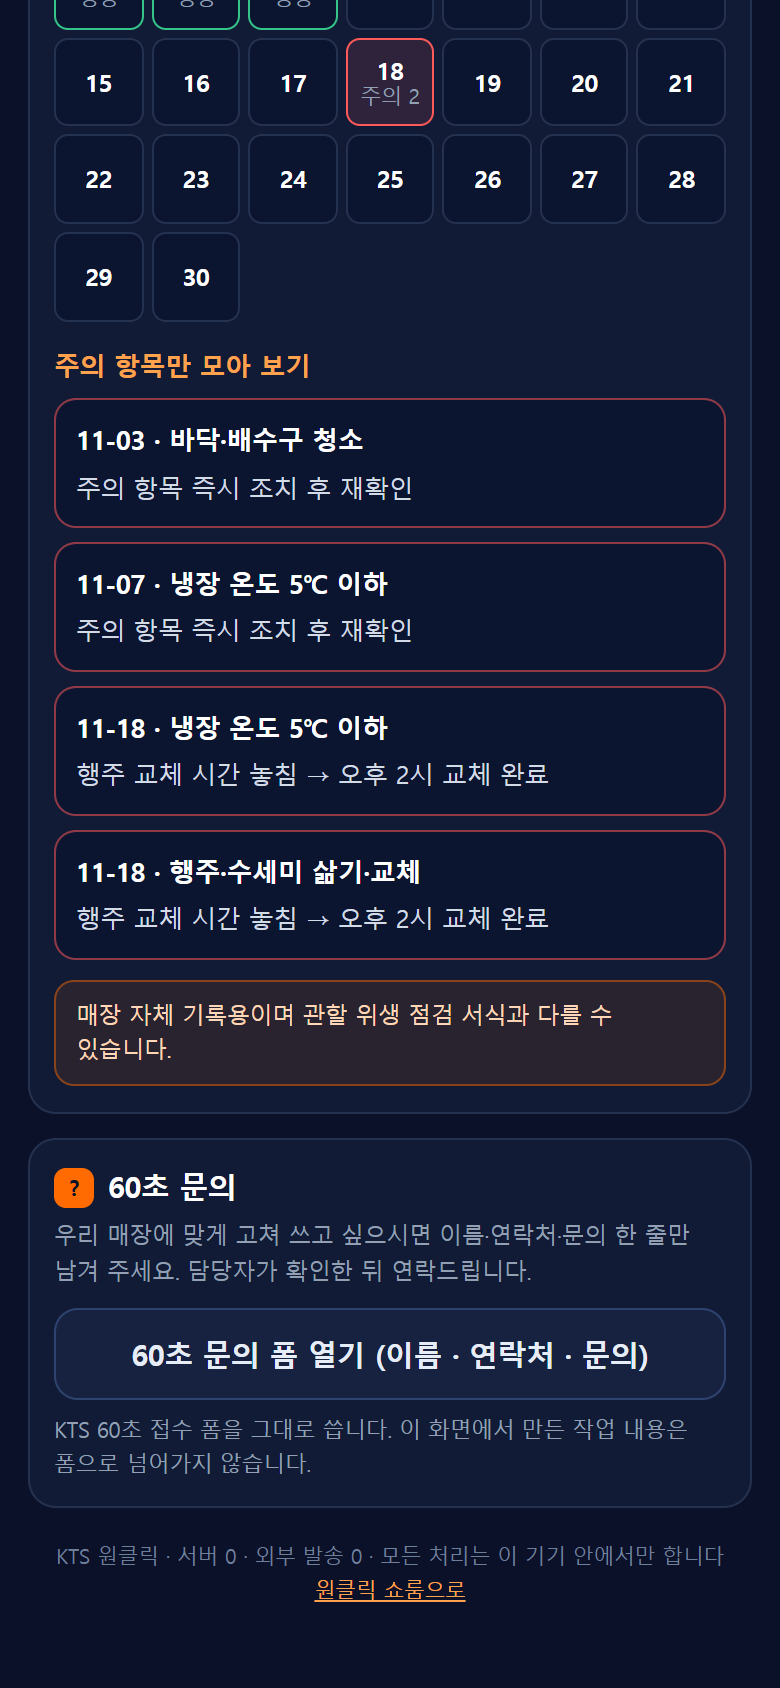 15 16 17 18 19 20 21
주의 2
22 23 24 25 26 27 28
29 30
주의 항목만 모아 보기
11-03 · 바닥·배수구 청소
주의 항목 즉시 조치 후 재확인
11-07 · 냉장 온도 5℃ 이하
주의 항목 즉시 조치 후 재확인
11-18 · 냉장 온도 5℃ 이하
행주 교체 시간 놓침 → 오후 2시 교체 완료
11-18 · 행주·수세미 삶기·교체
행주 교체 시간 놓침 → 오후 2시 교체 완료
매장 자체 기록용이며 관할 위생 점검 서식과 다를 수
있습니다.
? 60초 문의
우리 매장에 맞게 고쳐 쓰고 싶으시면 이름·연락처·문의 한 줄만
남겨 주세요. 담당자가 확인한 뒤 연락드립니다.
60초 문의 폼 열기 (이름 · 연락처 · 문의)
KTS 60초 접수 폼을 그대로 씁니다. 이 화면에서 만든 작업 내용은
폼으로 넘어가지 않습니다.
KTS 원클릭 · 서버 0 · 외부 발송 0 · 모든 처리는 이 기기 안에서만 합니다
원클릭 쇼룸으로